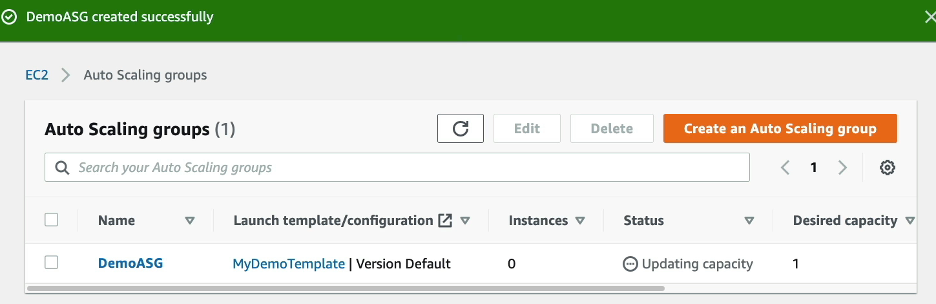 DemoASG created successfully
EC2 > Auto Scaling groups
Auto Scaling groups (1) Edit Delete Create an Auto Scaling group
Search your Auto Scaling groups 1
Name Launch template/configuration Instances Status Desired capacity
DemoASG MyDemoTemplate | Version Default 0 Updating capacity 1